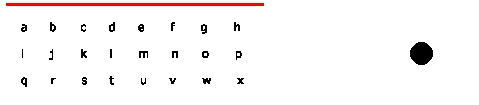 a b c d e f g h
i j k l m n o p
q r s t u v w x